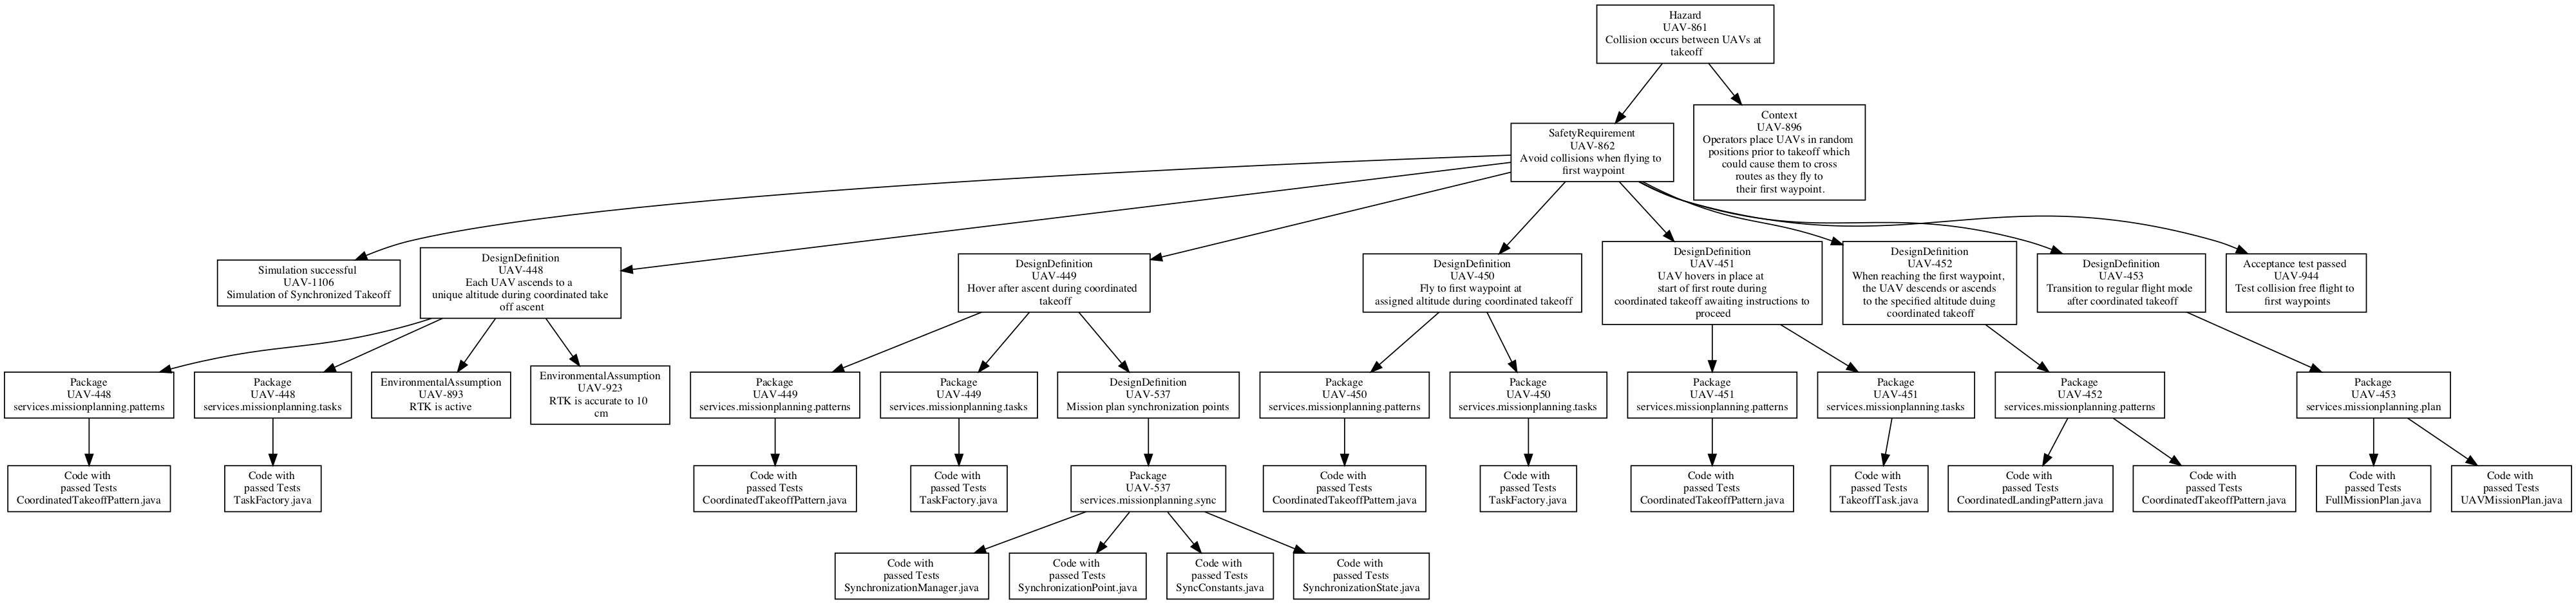 Hazard
UAV-861
Collision occurs between UAVs at
takeoff
Context
UAV-896
Operators place UAVs in random
positions prior to takeoff which
could cause them to cross
routes as they fly to
their first waypoint.
SafetyRequirement
UAV-862
Avoid collisions when flying to
first waypoint
Simulation successful
UAV-1106
Simulation of Synchronized Takeoff
DesignDefinition
UAV-448
Each UAV ascends to a
unique altitude during coordinated take
off ascent
DesignDefinition
UAV-449
Hover after ascent during coordinated
takeoff
DesignDefinition
UAV-450
Fly to first waypoint at
assigned altitude during coordinated takeoff
DesignDefinition
UAV-451
UAV hovers in place at
start of first route during
coordinated takeoff awaiting instructions to
proceed
DesignDefinition
UAV-452
When reaching the first waypoint,
the UAV descends or ascends
to the specified altitude duing
coordinated takeoff
DesignDefinition
UAV-453
Transition to regular flight mode
after coordinated takeoff
Acceptance test passed
UAV-944
Test collision free flight to
first waypoints
Package
UAV-448
services.missionplanning.patterns
Package
UAV-448
services.missionplanning.tasks
EnvironmentalAssumption
UAV-893
RTK is active
EnvironmentalAssumption
UAV-923
RTK is accurate to 10
cm
Package
UAV-449
services.missionplanning.patterns
Package
UAV-449
services.missionplanning.tasks
DesignDefinition
UAV-537
Mission plan synchronization points
Package
UAV-450
services.missionplanning.patterns
Package
UAV-450
services.missionplanning.tasks
Package
UAV-451
services.missionplanning.patterns
Package
UAV-451
services.missionplanning.tasks
Package
UAV-452
services.missionplanning.patterns
Package
UAV-453
services.missionplanning.plan
Code with
passed Tests
CoordinatedTakeoffPattern.java
Code with
passed Tests
TaskFactory.java
Code with
passed Tests
CoordinatedTakeoffPattern.java
Code with
passed Tests
TaskFactory.java
Package
UAV-537
services.missionplanning.sync
Code with
passed Tests
CoordinatedTakeoffPattern.java
Code with
passed Tests
TaskFactory.java
Code with
passed Tests
CoordinatedTakeoffPattern.java
Code with
passed Tests
TakeoffTask.java
Code with
passed Tests
CoordinatedLandingPattern.java
Code with
passed Tests
CoordinatedTakeoffPattern.java
Code with
passed Tests
FullMissionPlan.java
Code with
passed Tests
UAVMissionPlan.java
Code with
passed Tests
SynchronizationManager.java
Code with
passed Tests
SynchronizationPoint.java
Code with
passed Tests
SyncConstants.java
Code with
passed Tests
SynchronizationState.java